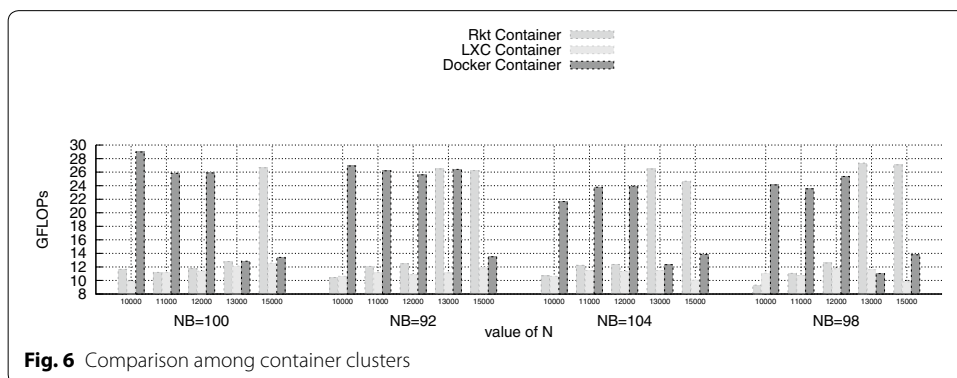 Rkt Container
LXC Container
Docker Container
GFLOPs
30
28
26
24
22
20
18
16
14
12
10
8
10000 11000 12000 13000 15000 10000 11000 12000 13000 15000 10000 11000 12000 13000 15000 10000 11000 12000 13000 15000
NB=100 NB=92 NB=104 NB=98
value of N
Fig. 6 Comparison among container clusters